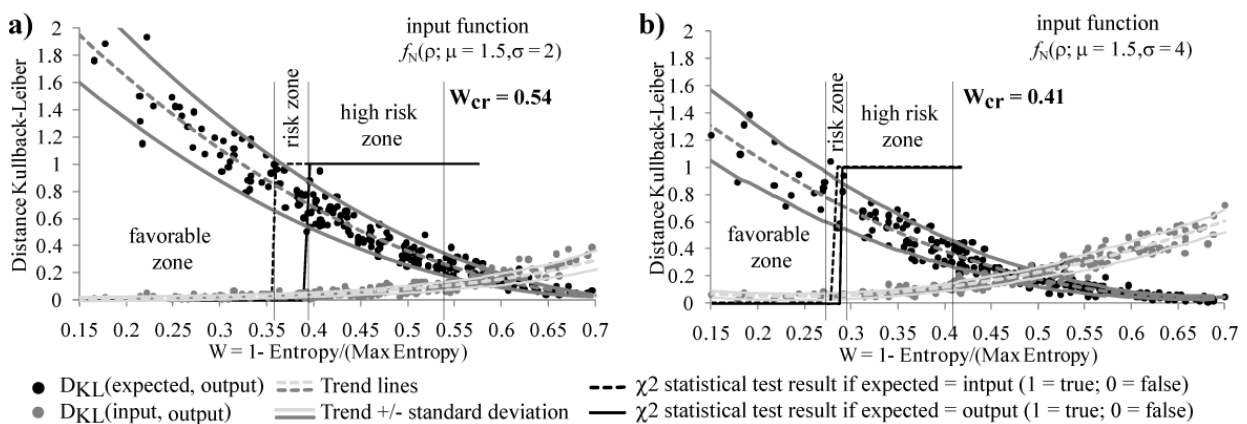 a)
input function
f_N(ρ; μ = 1.5,σ = 2)
W_cr = 0.54
risk zone
high risk
zone
favorable
zone
Distance Kullback-Leiber
2
1.8
1.6
1.4
1.2
1
0.8
0.6
0.4
0.2
0
0.15 0.2 0.25 0.3 0.35 0.4 0.45 0.5 0.55 0.6 0.65 0.7
W = 1- Entropy/(Max Entropy)
b)
input function
f_N(ρ; μ = 1.5,σ = 4)
W_cr = 0.41
risk zone
high risk
zone
favorable
zone
Distance Kullback-Leiber
2
1.8
1.6
1.4
1.2
1
0.8
0.6
0.4
0.2
0
0.15 0.2 0.25 0.3 0.35 0.4 0.45 0.5 0.55 0.6 0.65 0.7
W = 1- Entropy/(Max Entropy)
D_KL(expected, output)
Trend lines
χ2 statistical test result if expected = intput (1 = true; 0 = false)
D_KL(input, output)
Trend +/- standard deviation
χ2 statistical test result if expected = output (1 = true; 0 = false)